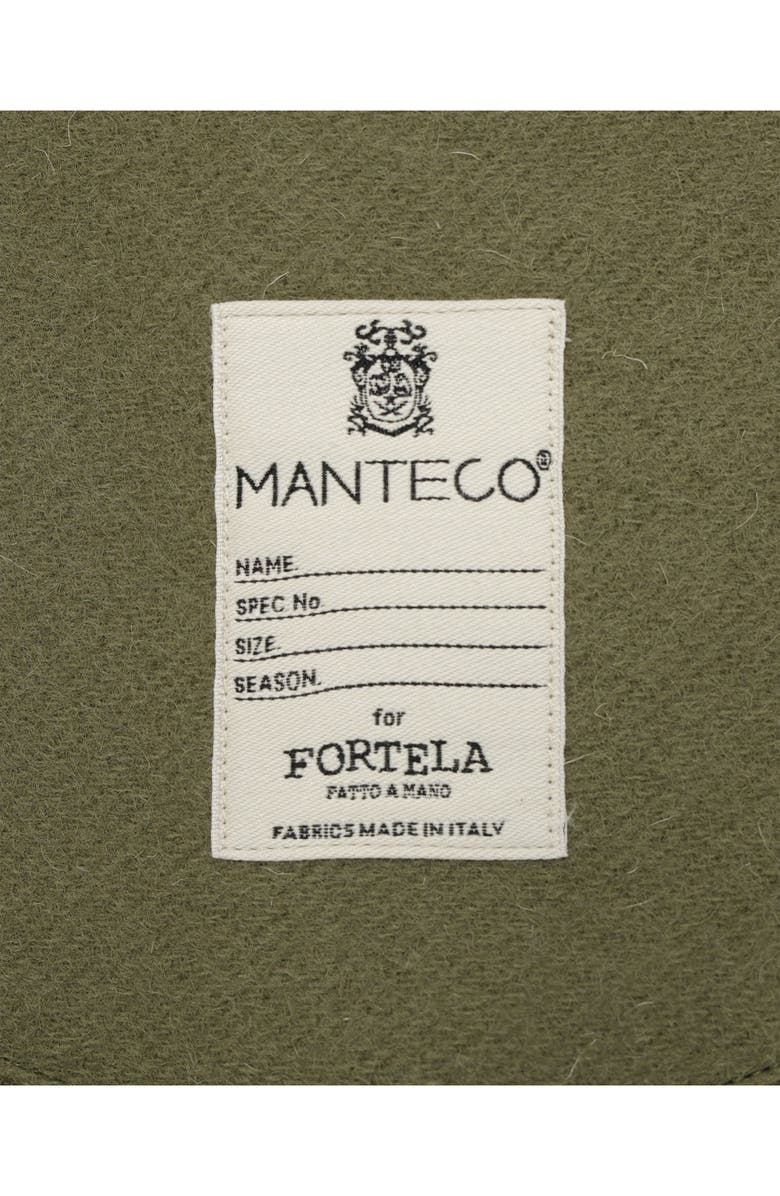 MANTECO®
NAME.
SPEC. No.
SIZE.
SEASON.
for
FORTELA
FATTO A MANO
FABRICS MADE IN ITALY